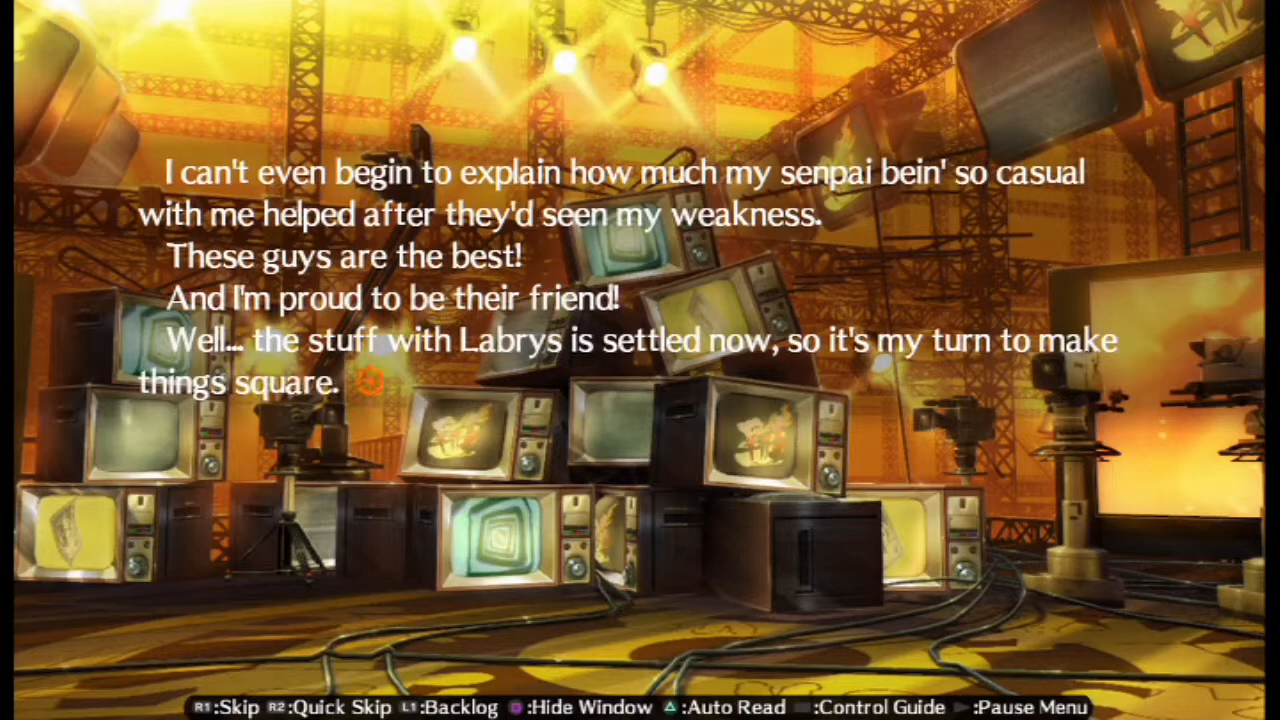 I can't even begin to explain how much my senpai bein' so casual
with me helped after they'd seen my weakness.
These guys are the best!
And I'm proud to be their friend!
Well... the stuff with Labrys is settled now, so it's my turn to make
things square.
R1:Skip R2:Quick Skip L1:Backlog :Hide Window :Auto Read :Control Guide :Pause Menu